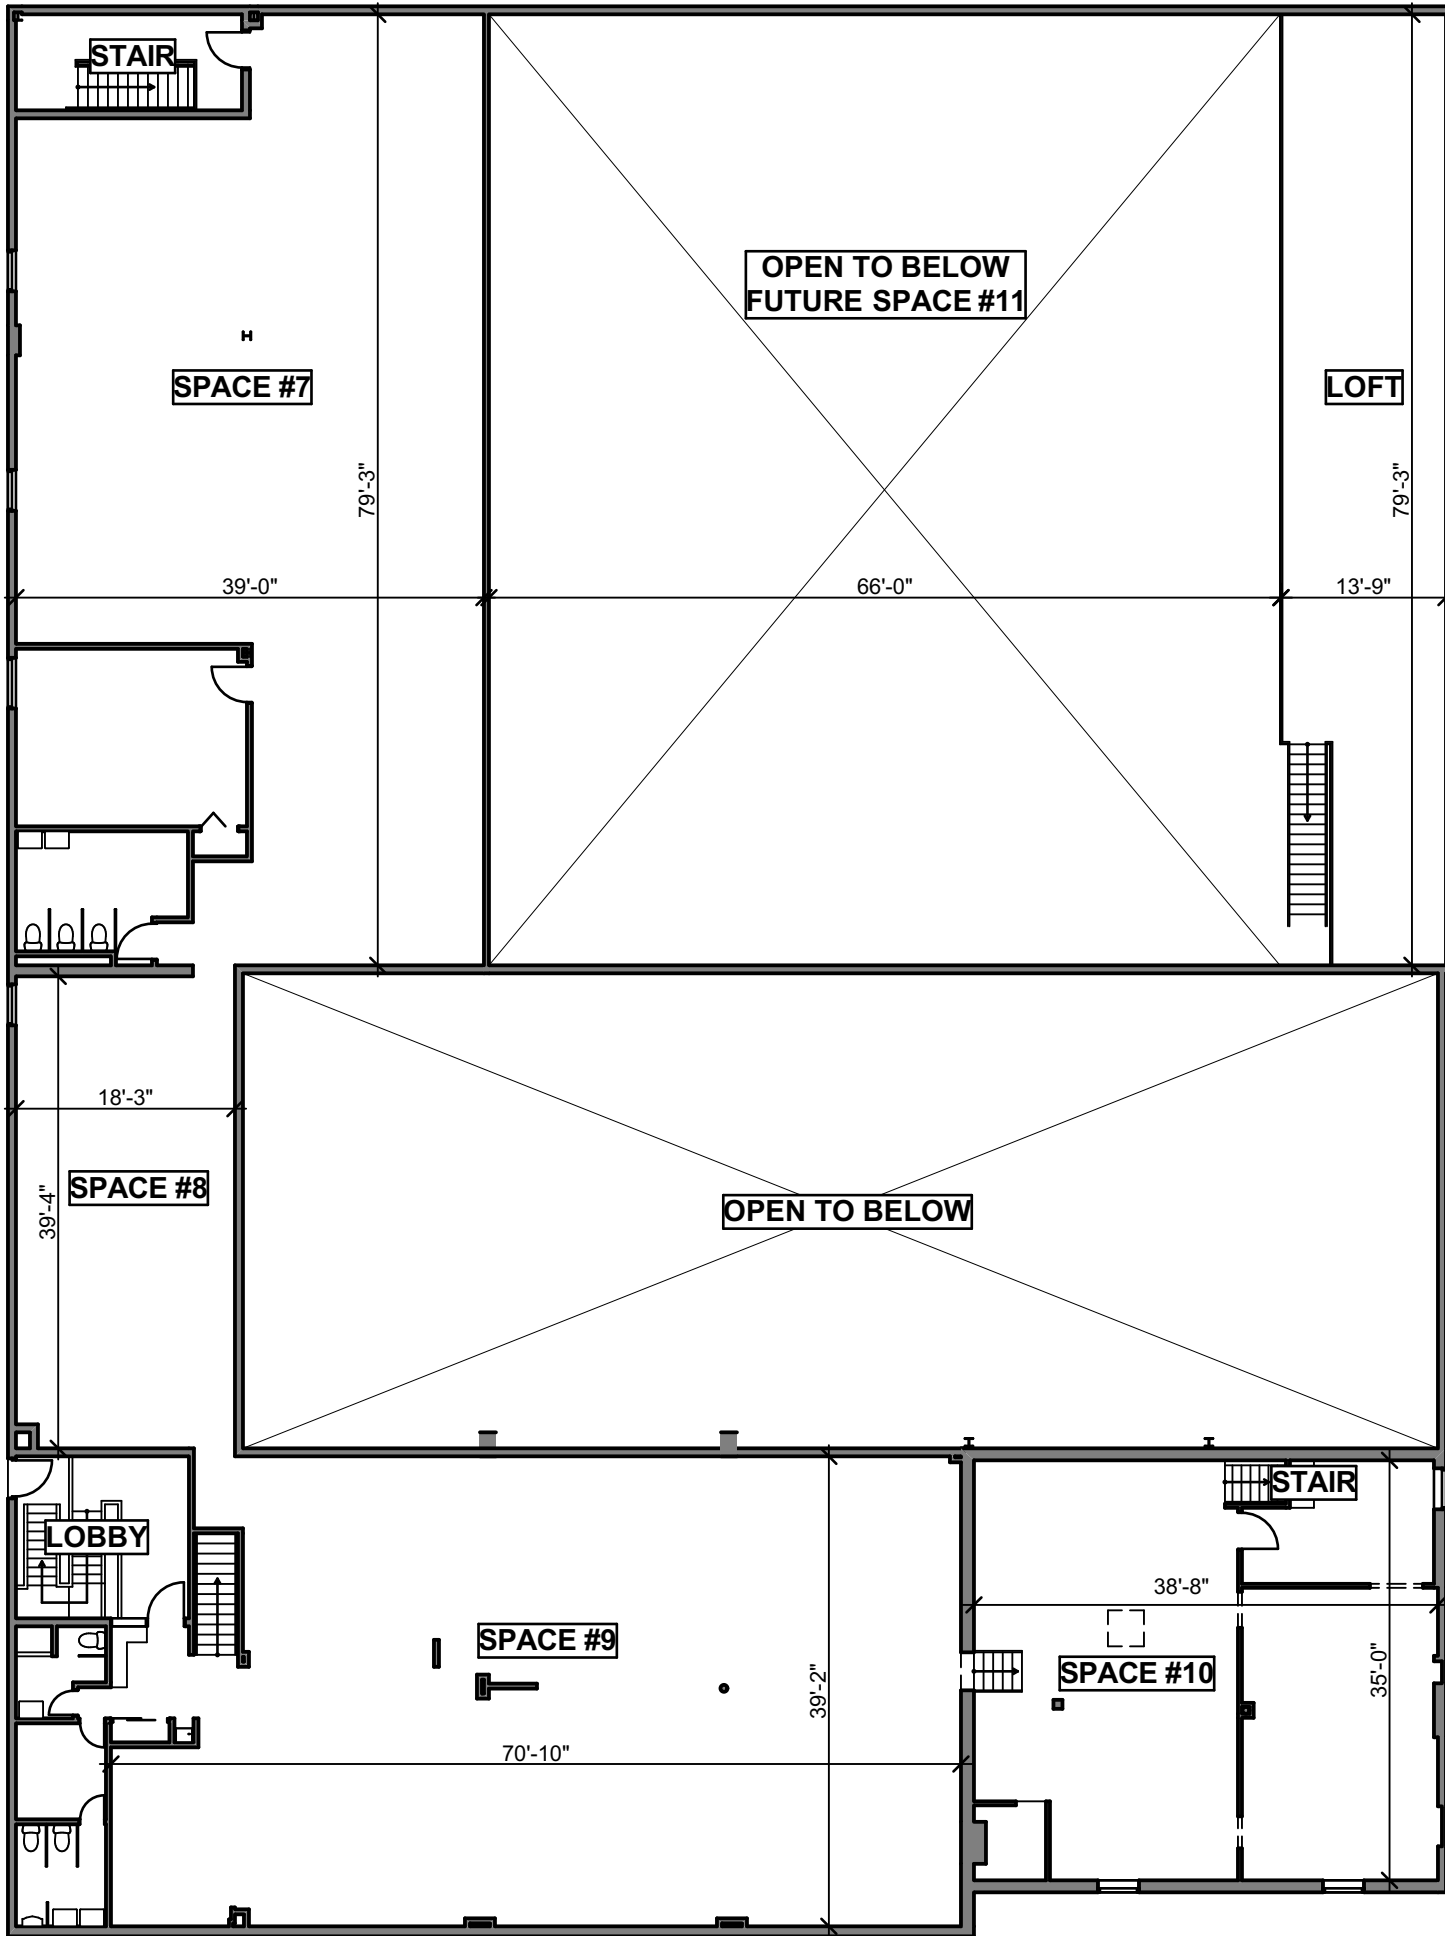 STAIR
OPEN TO BELOW
FUTURE SPACE #11
SPACE #7
LOFT
79'-3"
79'-3"
39'-0"
66'-0"
13'-9"
18'-3"
SPACE #8
39'-4"
OPEN TO BELOW
STAIR
LOBBY
38'-8"
SPACE #9
SPACE #10
35'-0"
39'-2"
70'-10"